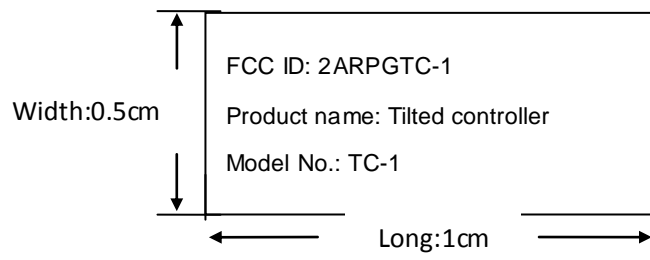 FCC ID: 2ARPGTC-1
Width:0.5cm
Product name: Tilted controller
Model No.: TC-1
Long:1cm